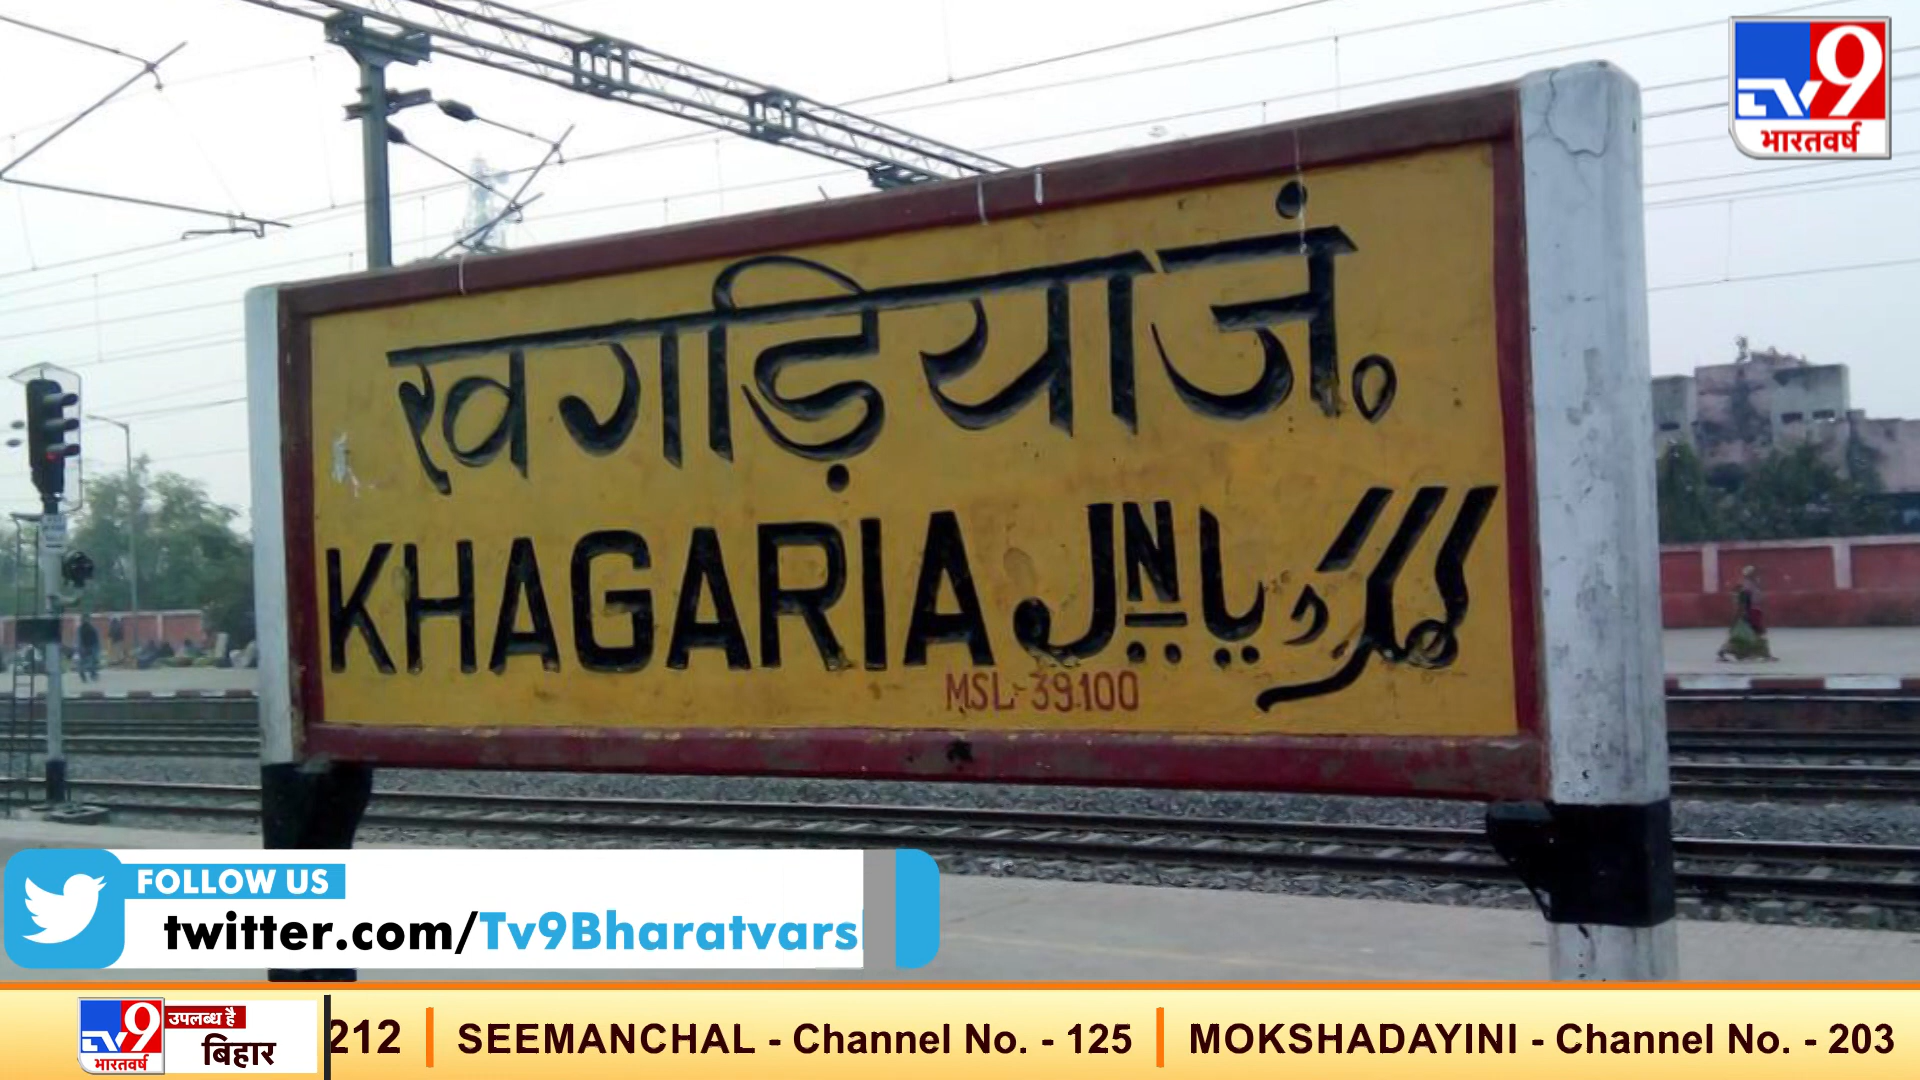 TV9
भारतवर्ष
खगड़िया जं०
KHAGARIA JN
کھگڑیا
MSL-39.100
FOLLOW US
twitter.com/Tv9Bharatvars
TV9
भारतवर्ष
उपलब्ध है
बिहार
212 | SEEMANCHAL - Channel No. - 125 | MOKSHADAYINI - Channel No. - 203